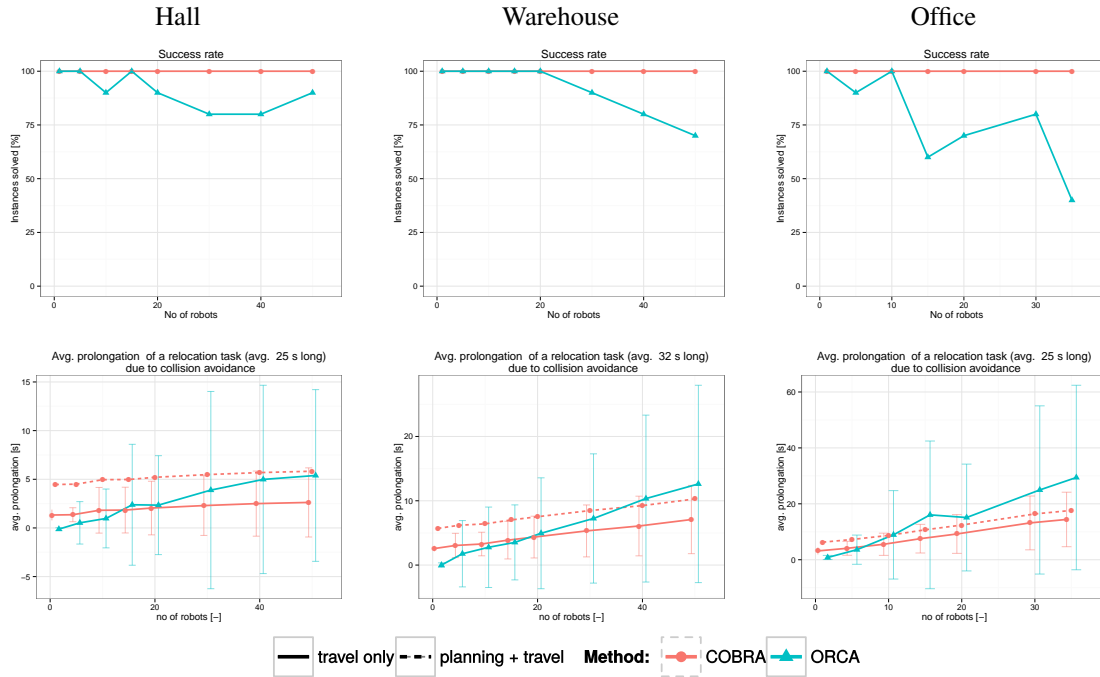 Hall Warehouse Office
Success rate
Instances solved [%]
100
75
50
25
0
0 20 40
No of robots
Success rate
Instances solved [%]
100
75
50
25
0
0 20 40
No of robots
Success rate
Instances solved [%]
100
75
50
25
0
0 10 20 30
No of robots
Avg. prolongation of a relocation task (avg. 25 s long)
due to collision avoidance
avg. prolongation [s]
15
10
5
0
−5
0 20 40
no of robots [−]
Avg. prolongation of a relocation task (avg. 32 s long)
due to collision avoidance
avg. prolongation [s]
20
10
0
0 20 40
no of robots [−]
Avg. prolongation of a relocation task (avg. 25 s long)
due to collision avoidance
avg. prolongation [s]
60
40
20
0
0 10 20 30
no of robots [−]
travel only planning + travel Method: COBRA ORCA